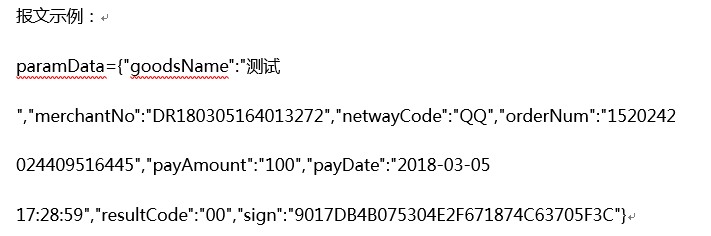 报文示例：
paramData={"goodsName":"测试
","merchantNo":"DR180305164013272","netwayCode":"QQ","orderNum":"1520242
024409516445","payAmount":"100","payDate":"2018-03-05
17:28:59","resultCode":"00","sign":"9017DB4B075304E2F671874C63705F3C"}